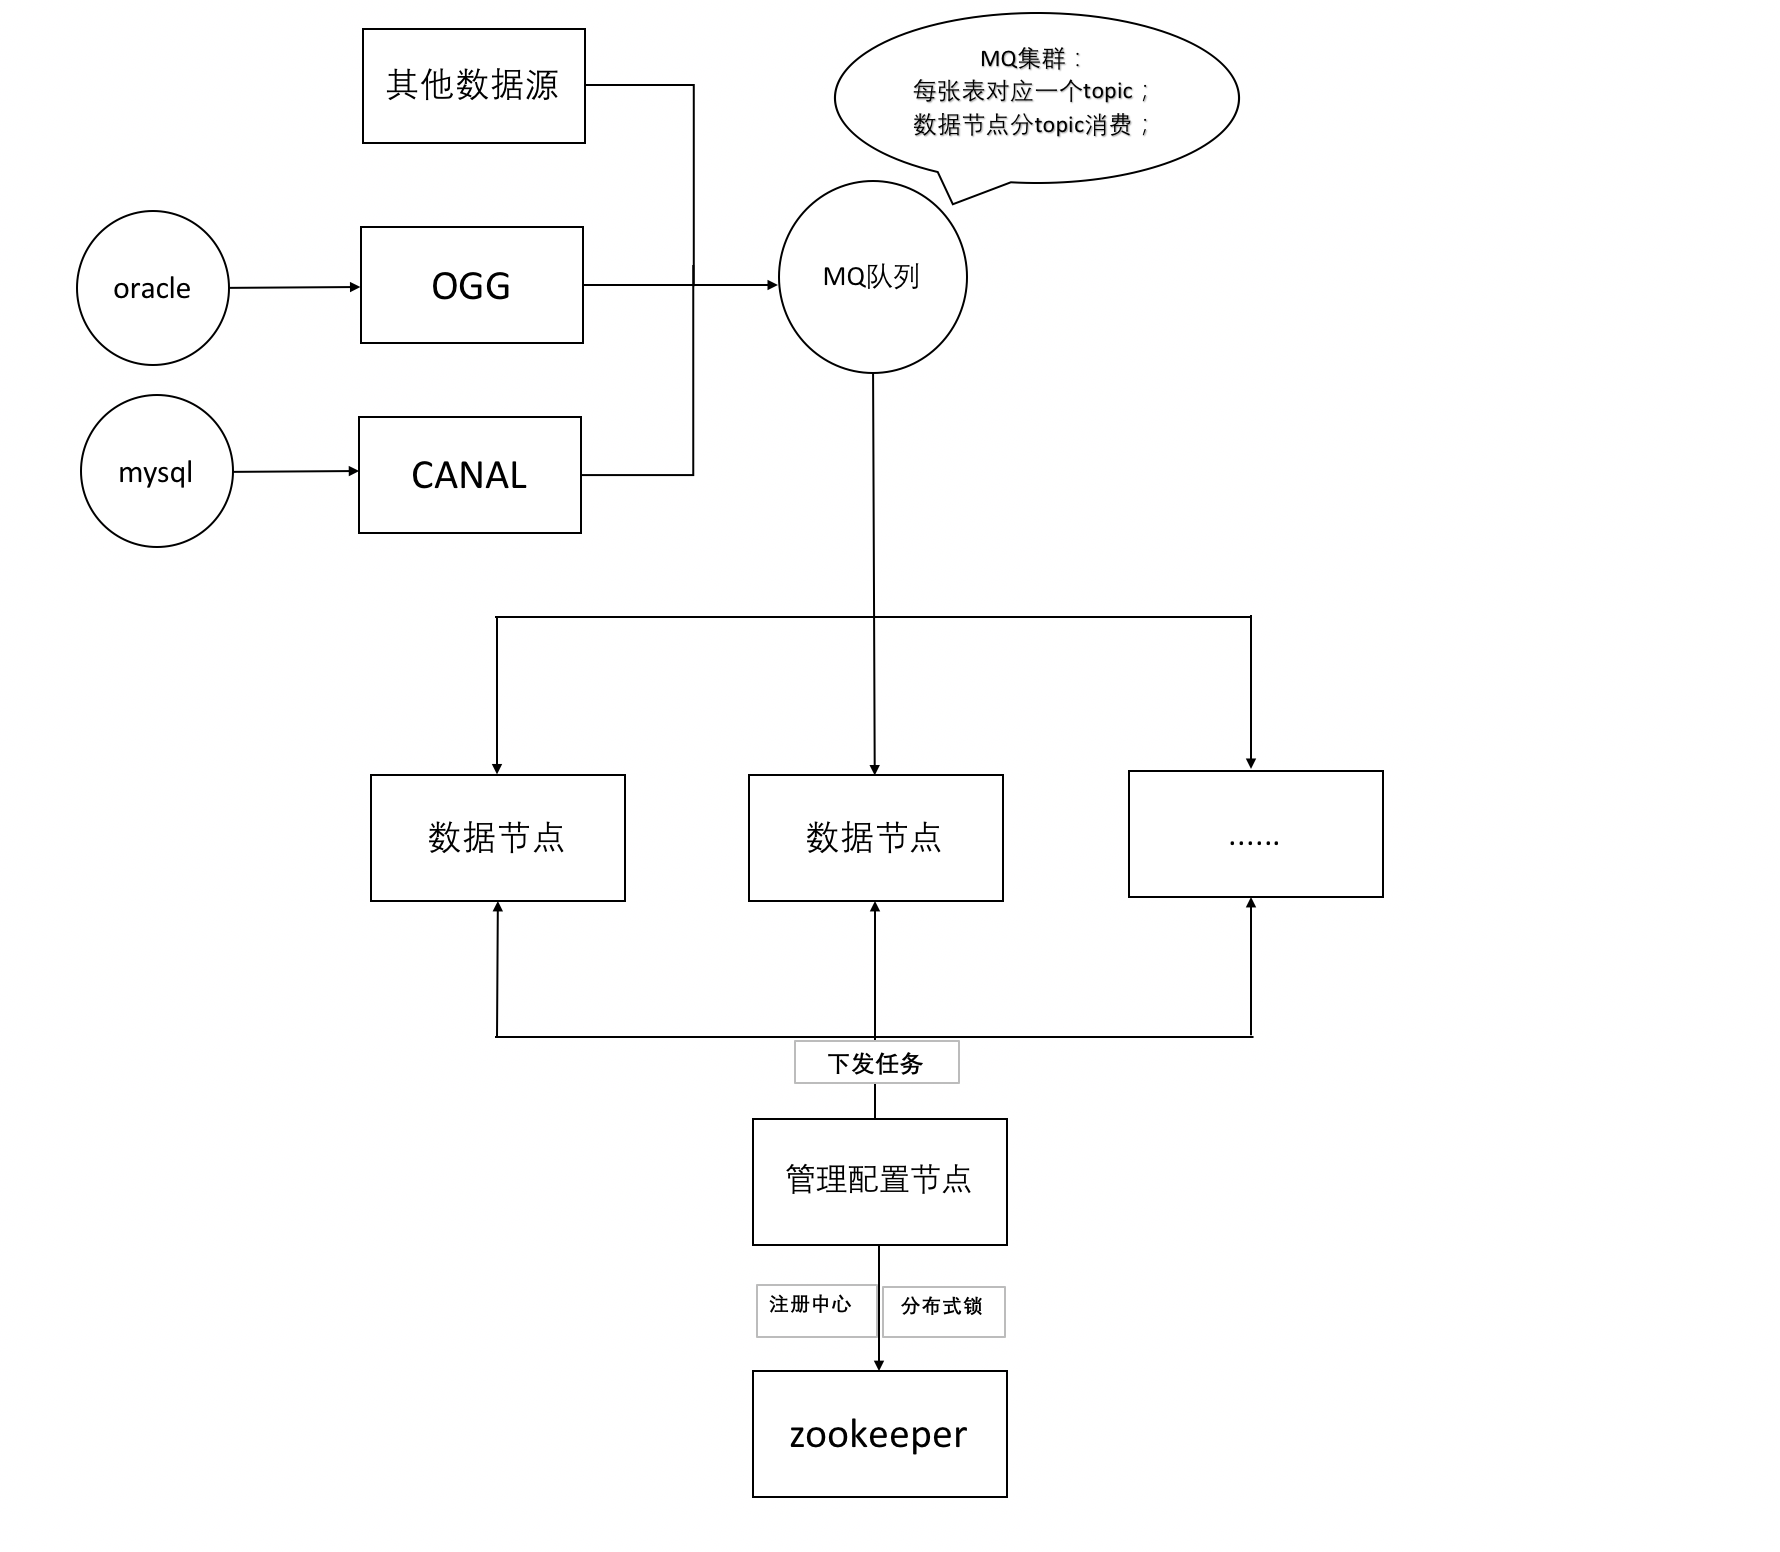 其他数据源
MQ集群：
每张表对应一个topic；
数据节点分topic消费；
oracle
OGG
MQ队列
mysql
CANAL
数据节点
数据节点
......
下发任务
管理配置节点
注册中心
分布式锁
zookeeper